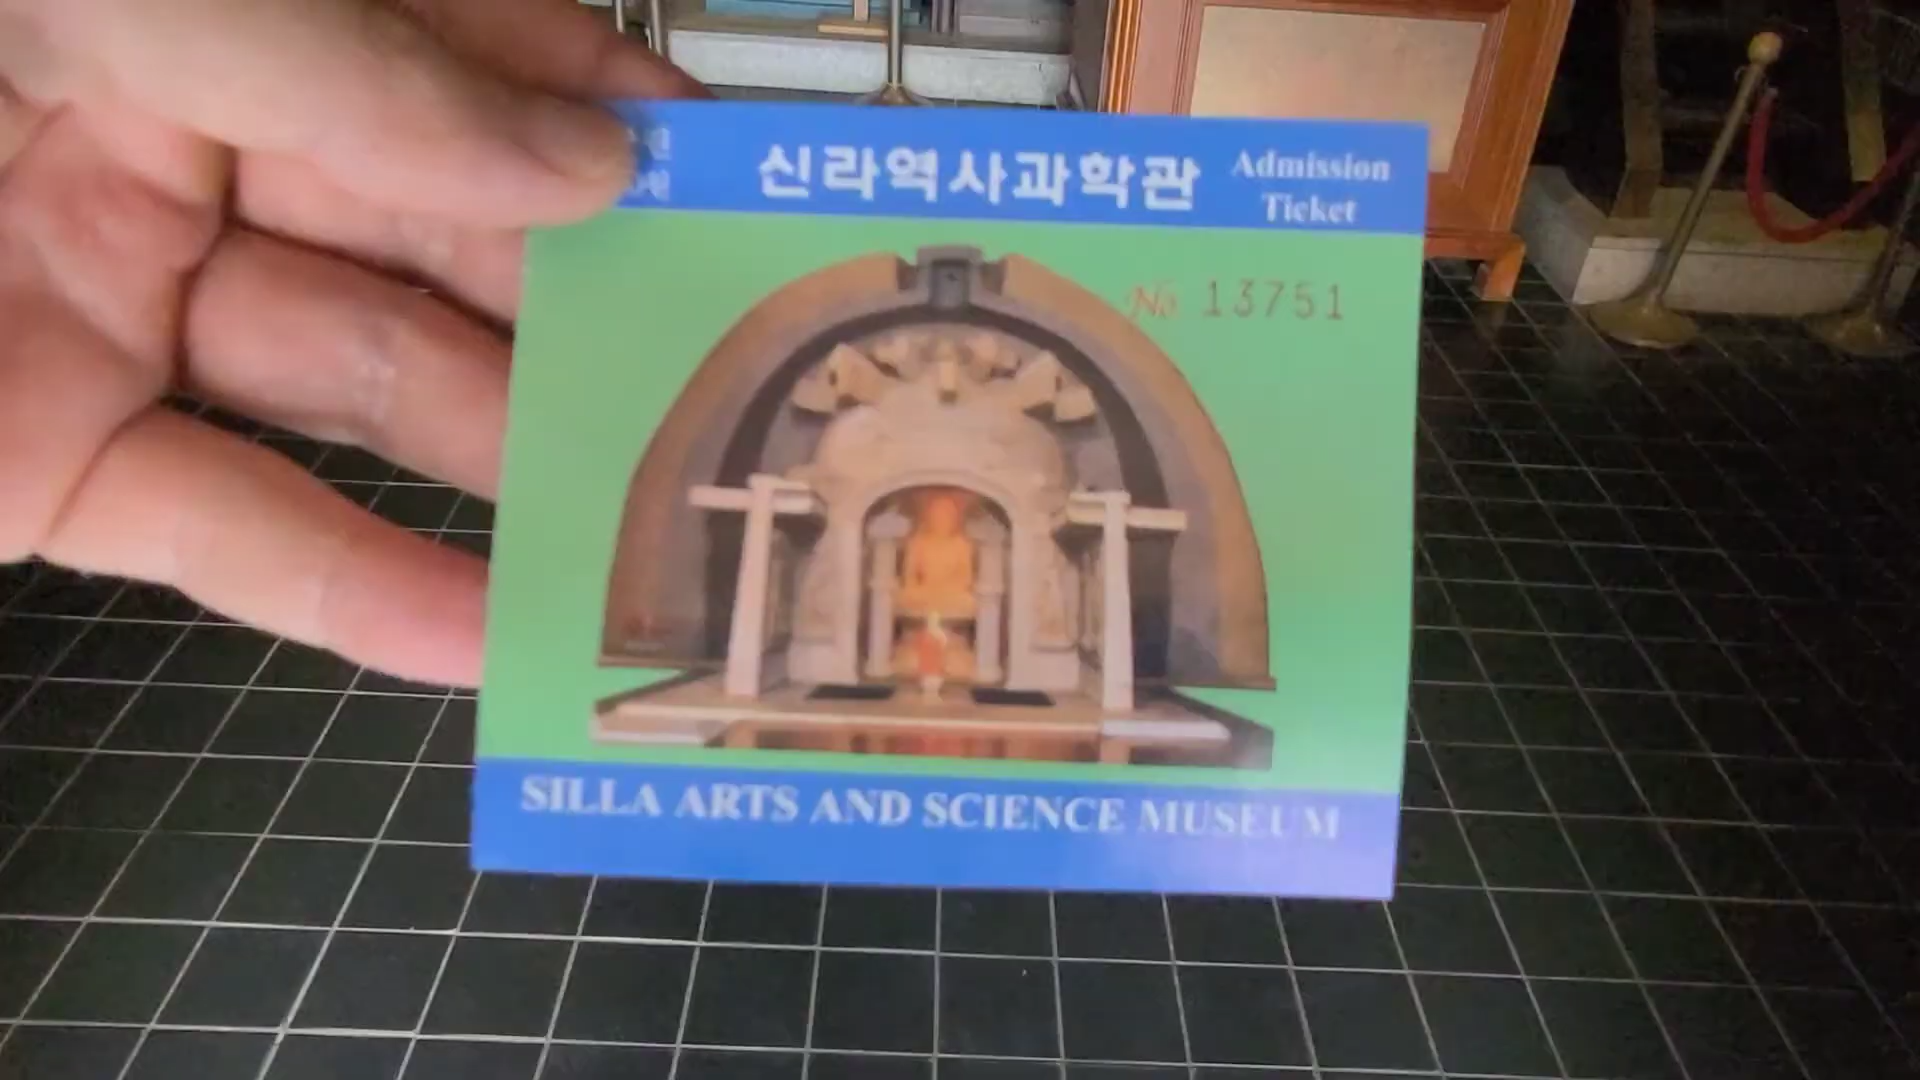 신라역사과학관
Admission
Ticket
No 13751
SILLA ARTS AND SCIENCE MUSEUM